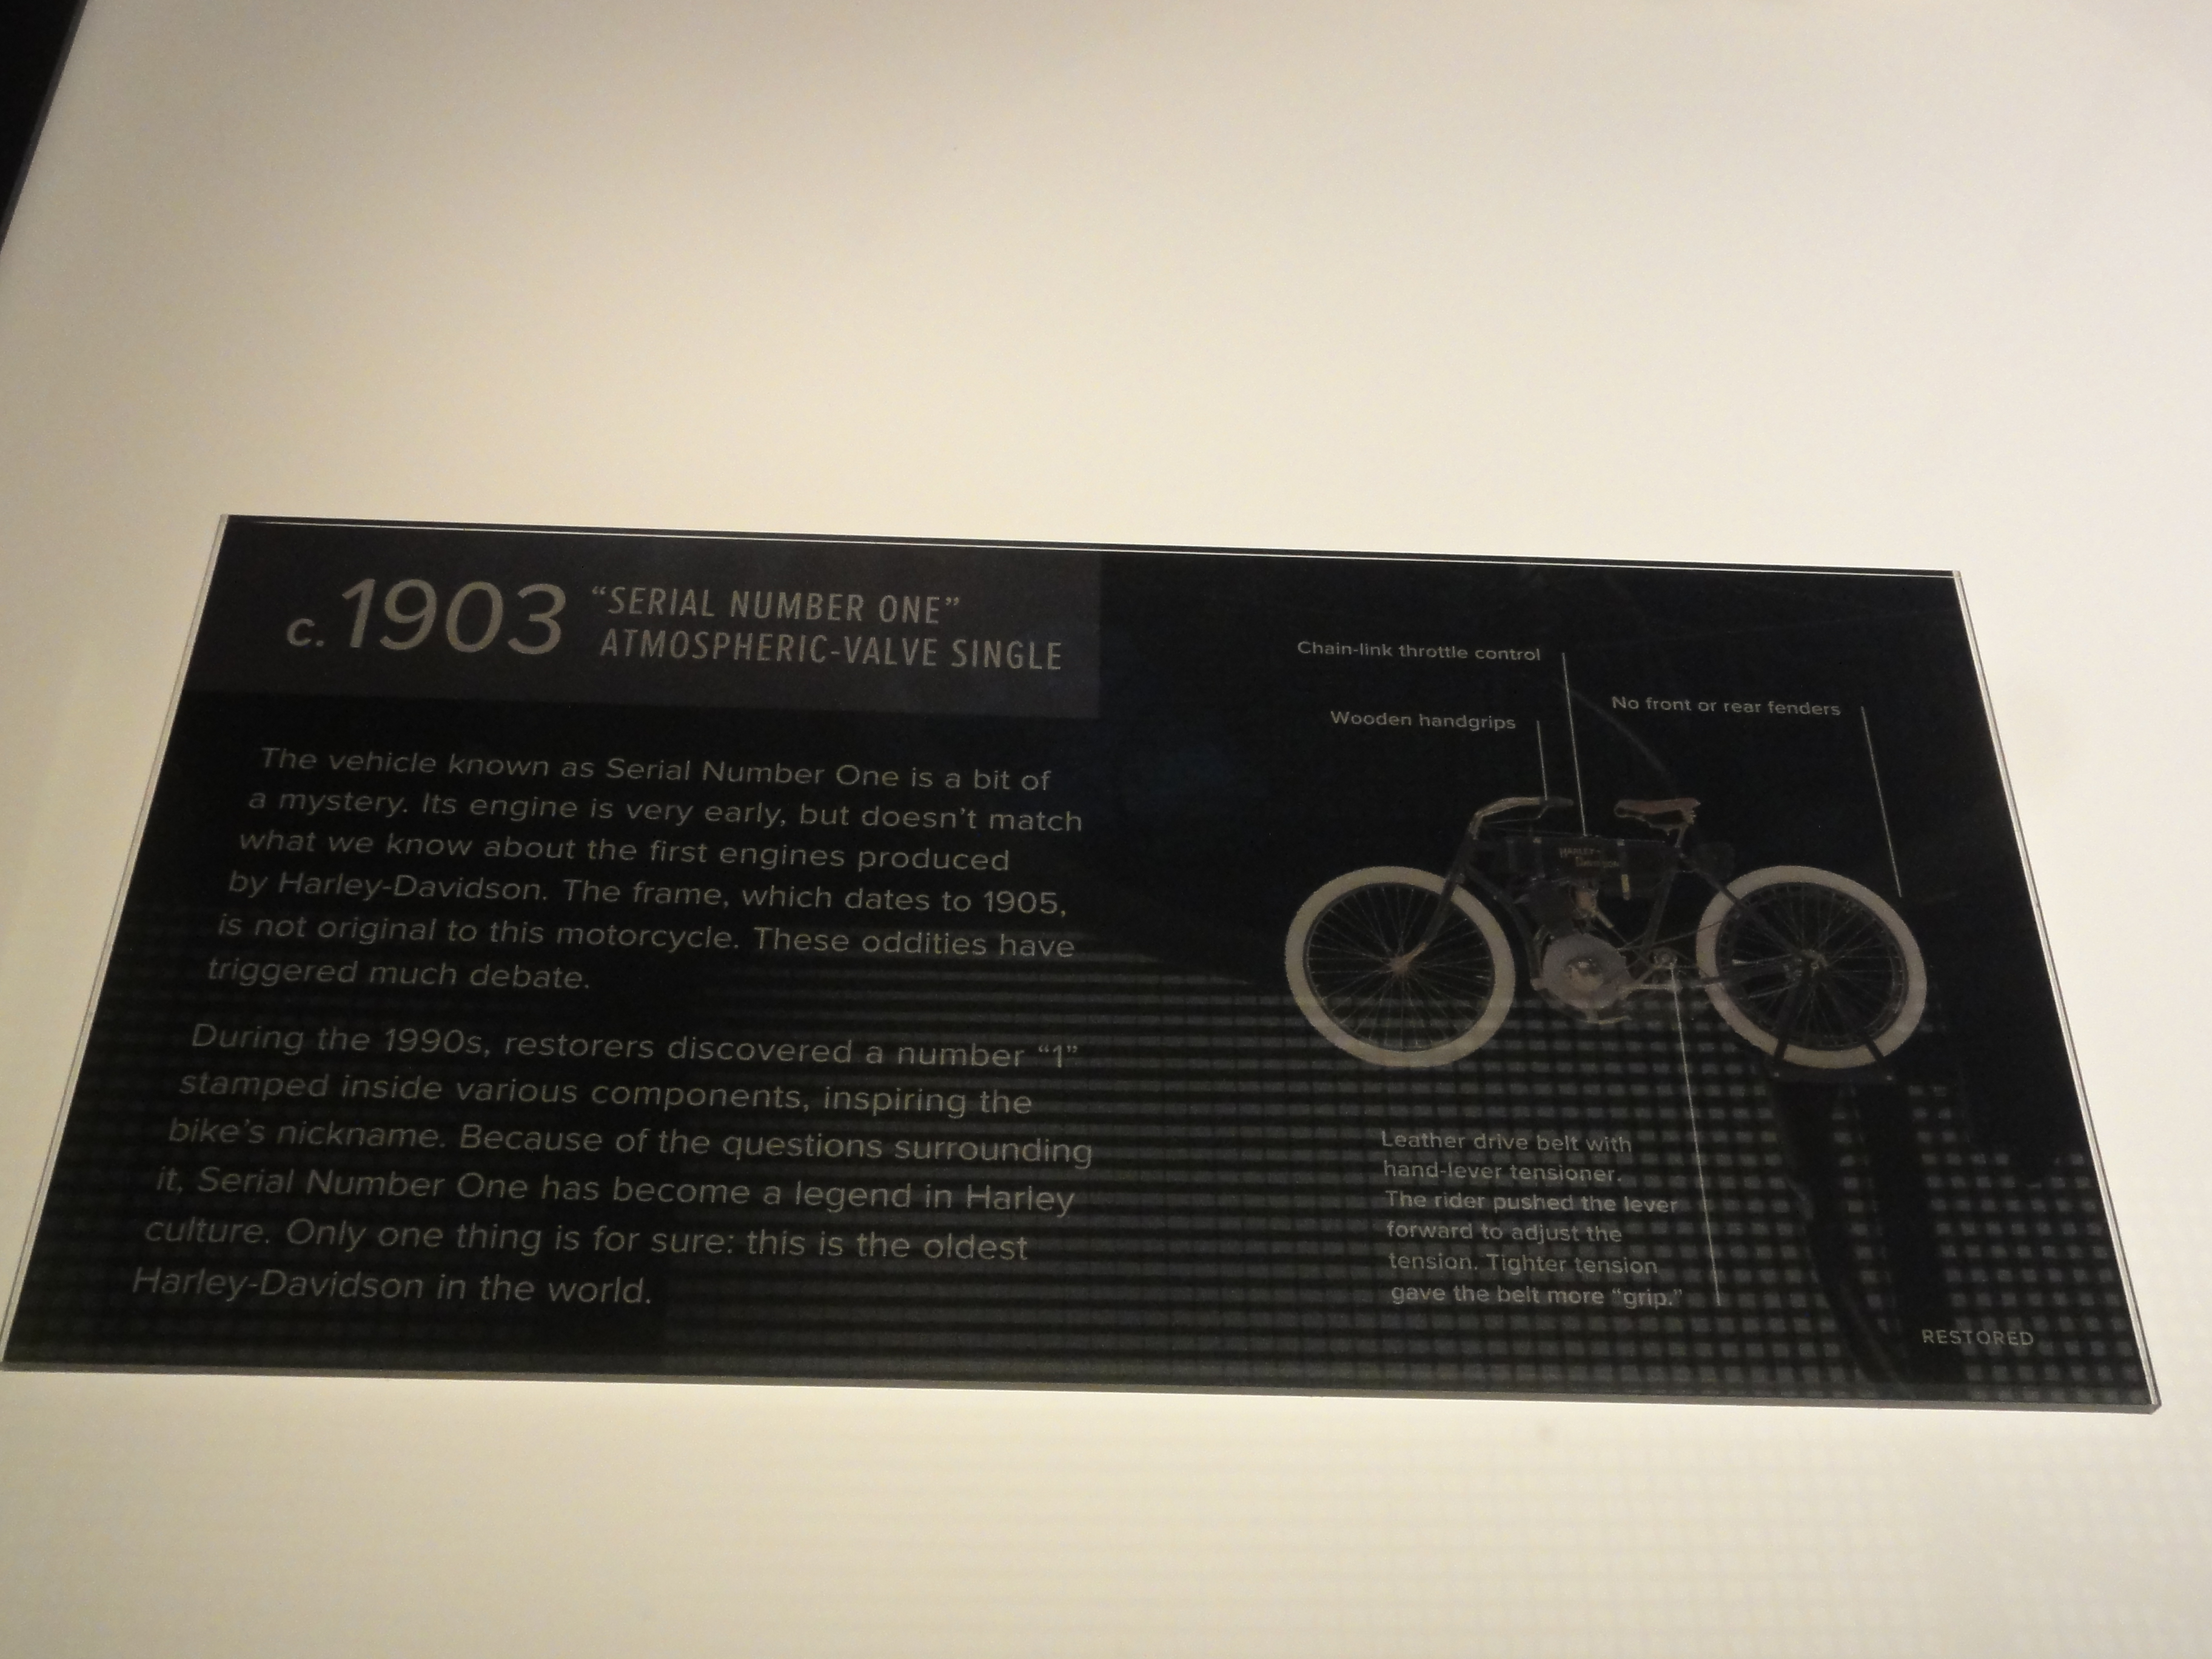 c.1903 “SERIAL NUMBER ONE”
ATMOSPHERIC-VALVE SINGLE
The vehicle known as Serial Number One is a bit of
a mystery. Its engine is very early, but doesn’t match
what we know about the first engines produced
by Harley-Davidson. The frame, which dates to 1905,
is not original to this motorcycle. These oddities have
triggered much debate.
During the 1990s, restorers discovered a number “1”
stamped inside various components, inspiring the
bike’s nickname. Because of the questions surrounding
it, Serial Number One has become a legend in Harley
culture. Only one thing is for sure: this is the oldest
Harley-Davidson in the world.
Chain-link throttle control
No front or rear fenders
Wooden handgrips
HARLEY-
DAVIDSON
Leather drive belt with
hand-lever tensioner.
The rider pushed the lever
forward to adjust the
tension. Tighter tension
gave the belt more “grip.”
RESTORED